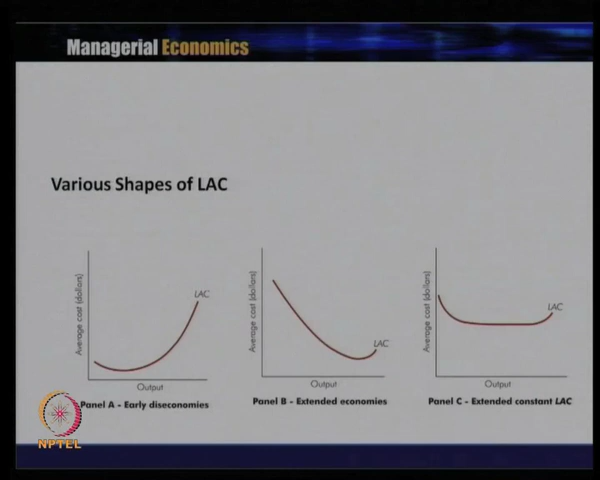 Managerial Economics
Various Shapes of LAC
Average cost (dollars)
LAC
Output
Panel A - Early diseconomies
Average cost (dollars)
LAC
Output
Panel B - Extended economies
Average cost (dollars)
LAC
Output
Panel C - Extended constant LAC
NPTEL